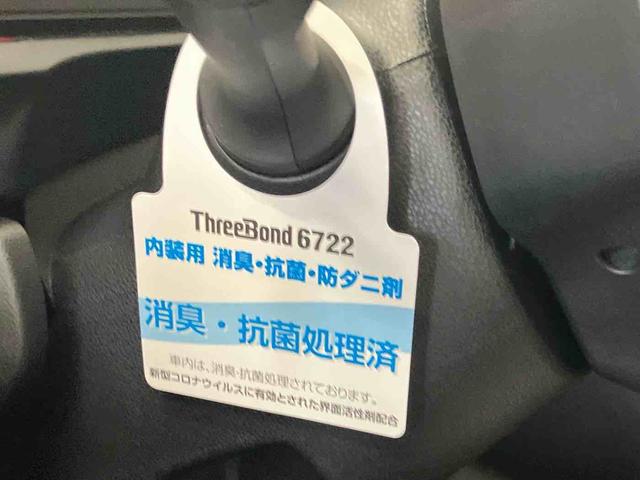 ThreeBond 6722
内装用 消臭・抗菌・防ダニ剤
消臭・抗菌処理済
車内は、消臭・抗菌処理されております。
新型コロナウイルスに有効とされた界面活性剤配合